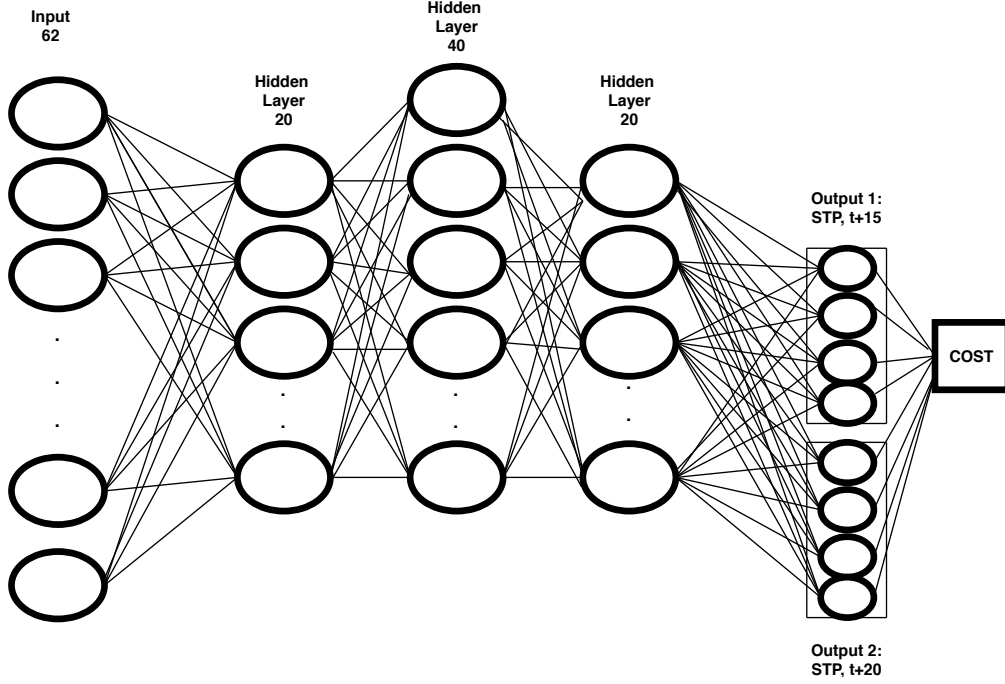 Input
62
Hidden
Layer
20
Hidden
Layer
40
Hidden
Layer
20
Output 1:
STP, t+15
COST
Output 2:
STP, t+20